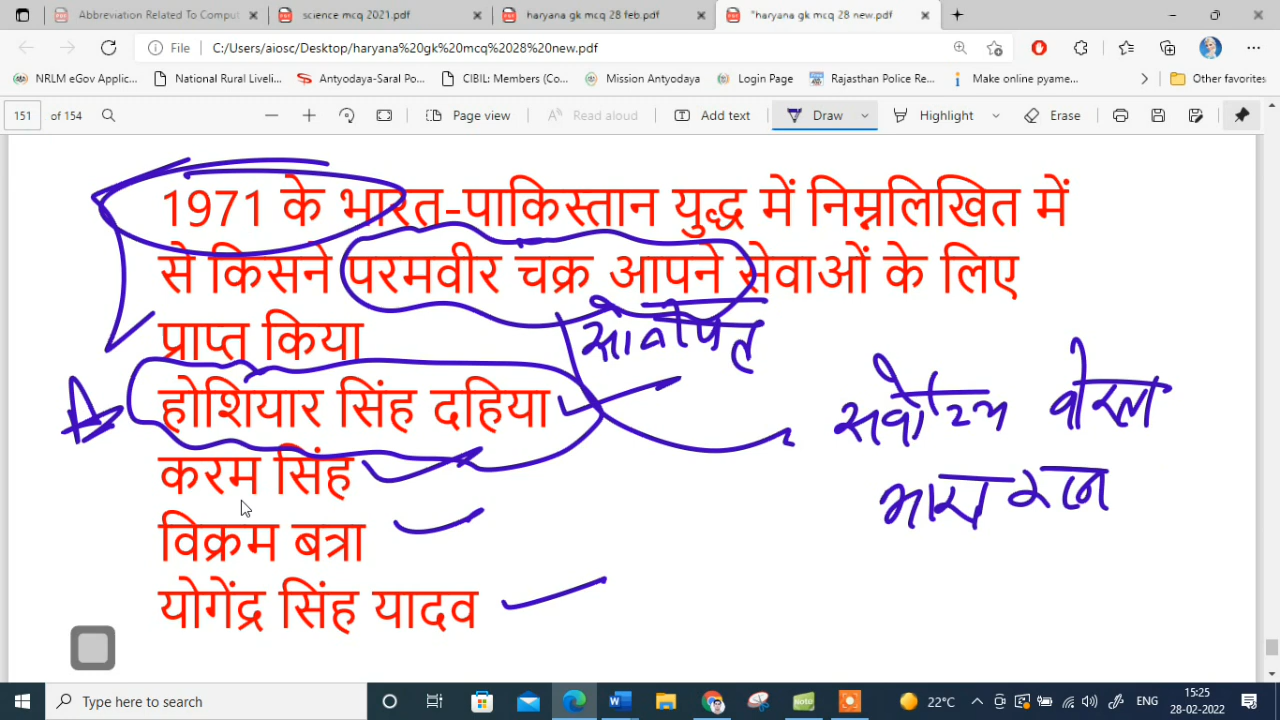 Abbreviation Related To Comput
science mcq 2021.pdf
haryana gk mcq 28 feb.pdf
*haryana gk mcq 28 new.pdf
File
C:/Users/aiosc/Desktop/haryana%20gk%20mcq%2028%20new.pdf
NRLM eGov Applic...
National Rural Liveli...
Antyodaya-Saral Po...
CIBIL: Members (Co...
Mission Antyodaya
Login Page
Rajasthan Police Re...
Make online pyame...
Other favorites
151 of 154
Page view
Read aloud
Add text
Draw
Highlight
Erase
1971 के भारत-पाकिस्तान युद्ध में निम्नलिखित में
से किसने परमवीर चक्र आपने सेवाओं के लिए
प्राप्त किया
होशियार सिंह दहिया
करम सिंह
विक्रम बत्रा
योगेंद्र सिंह यादव
Type here to search
22°C
ENG
15:25
28-02-2022